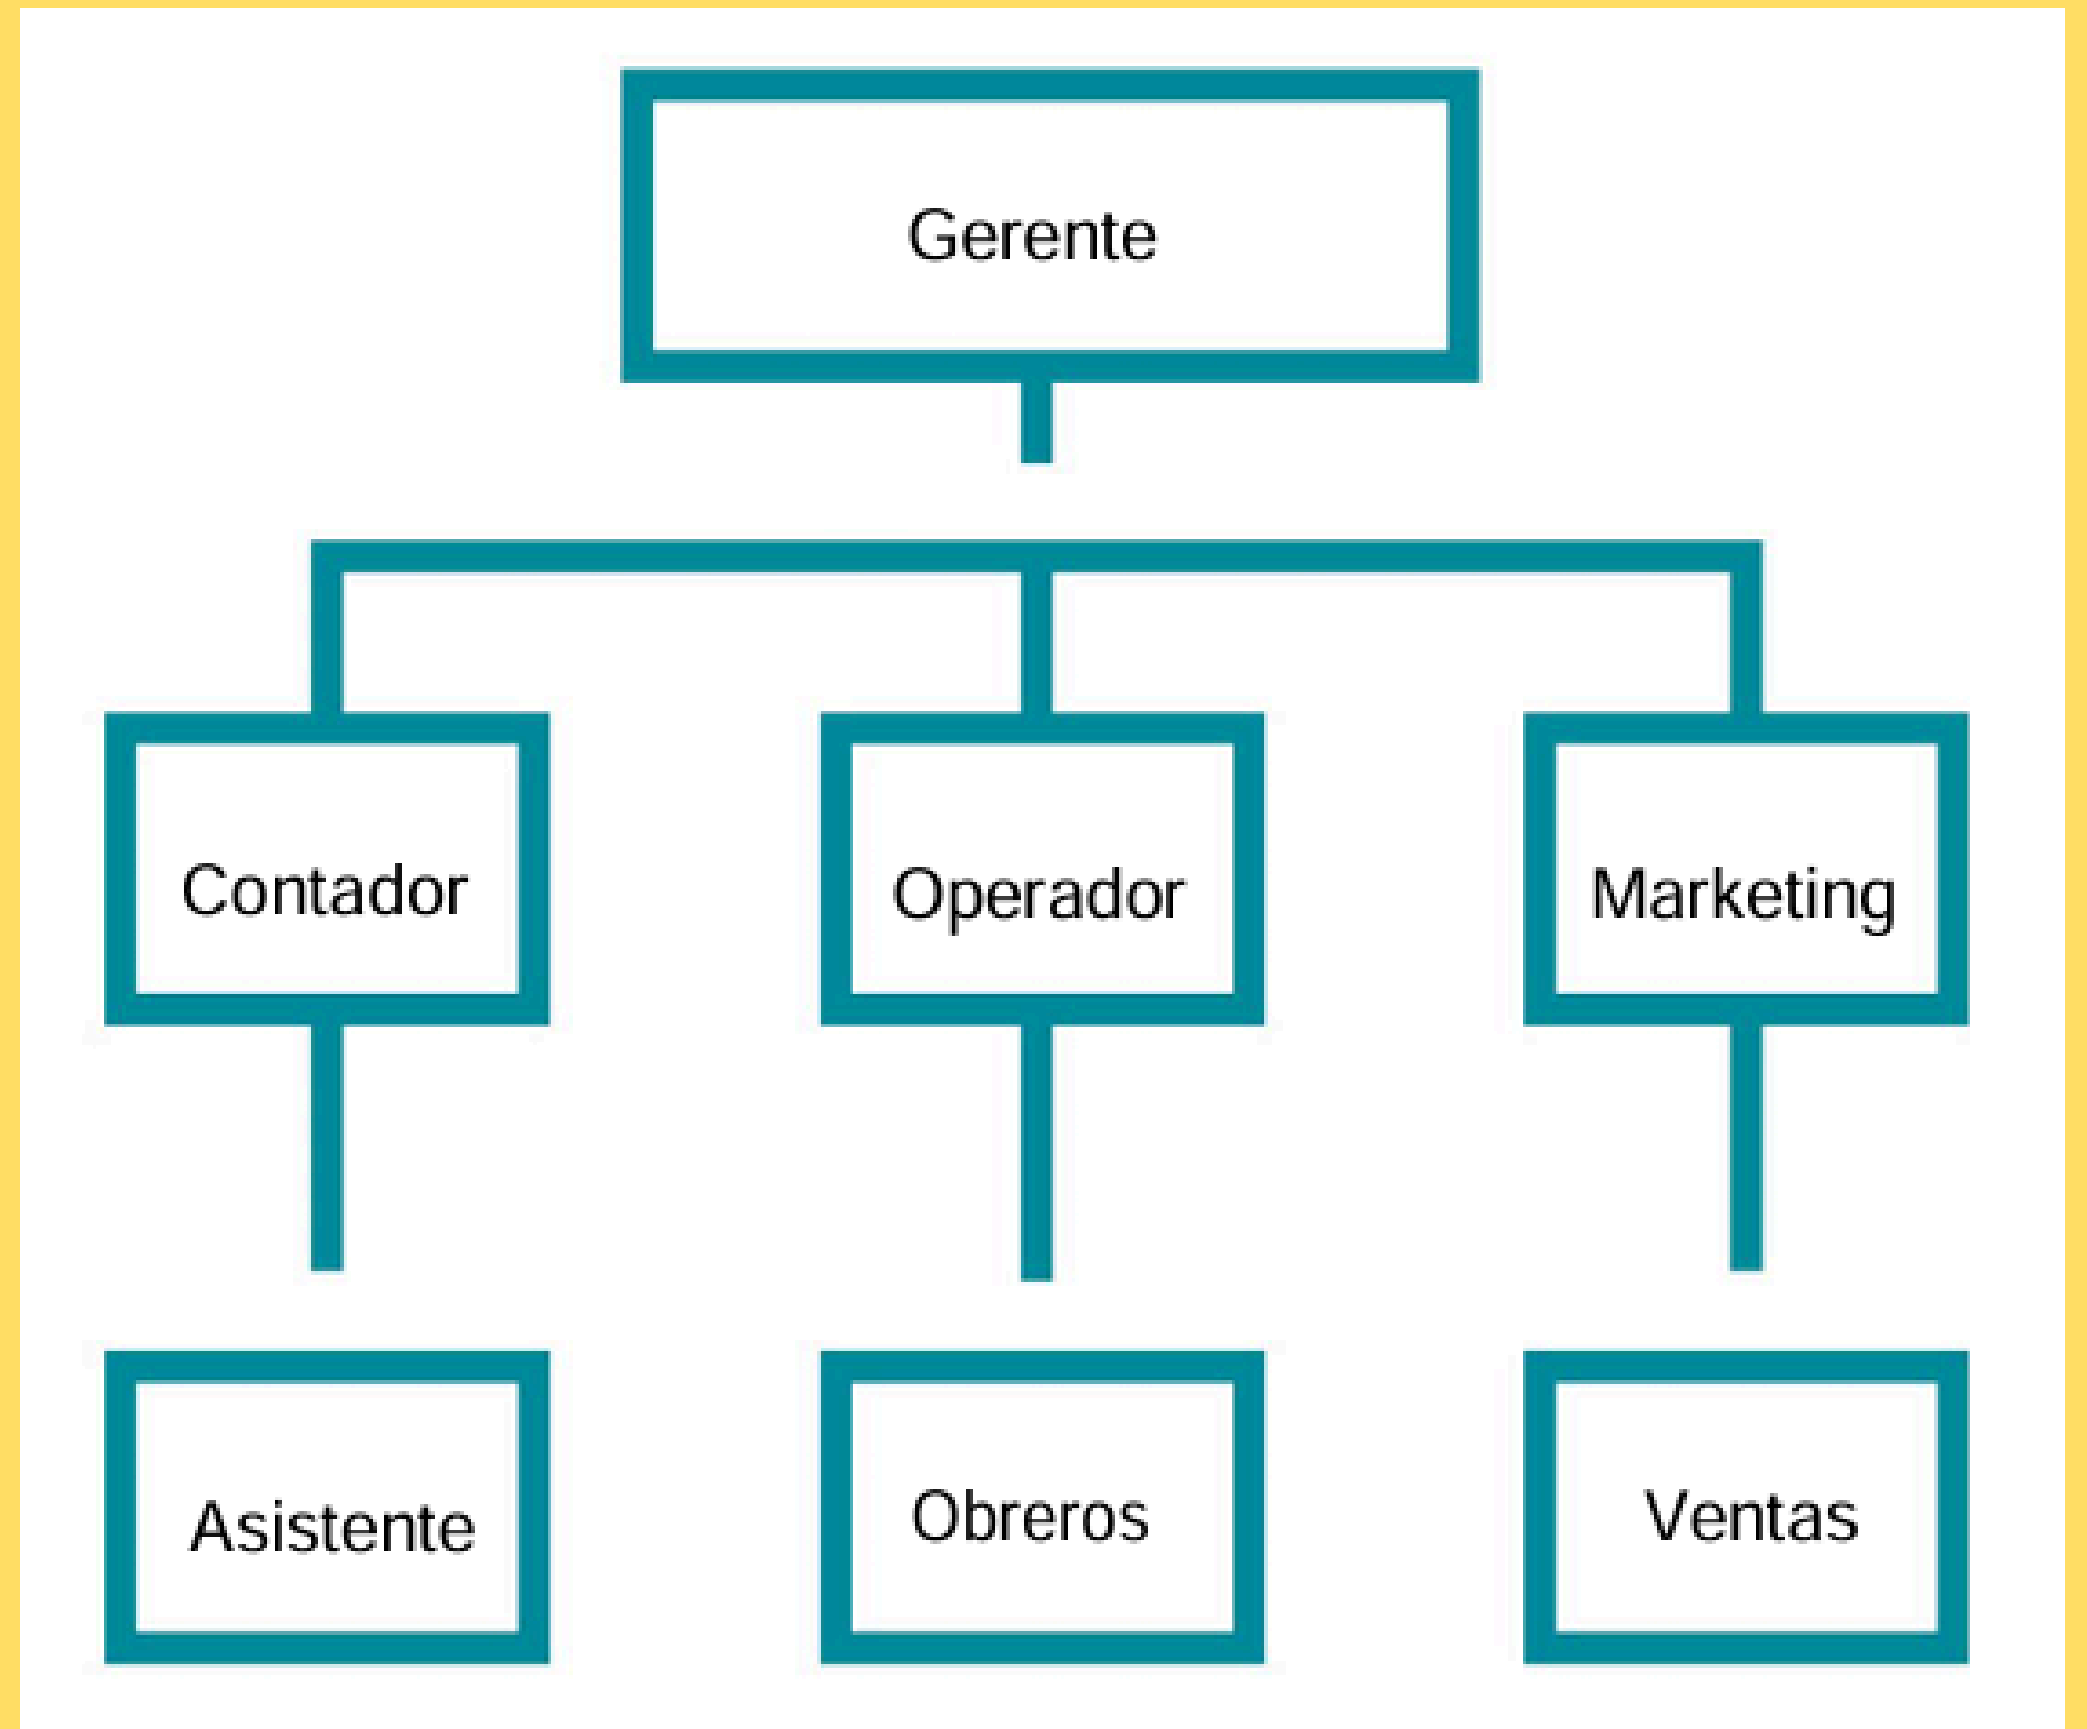 Gerente
Contador
Operador
Marketing
Asistente
Obreros
Ventas